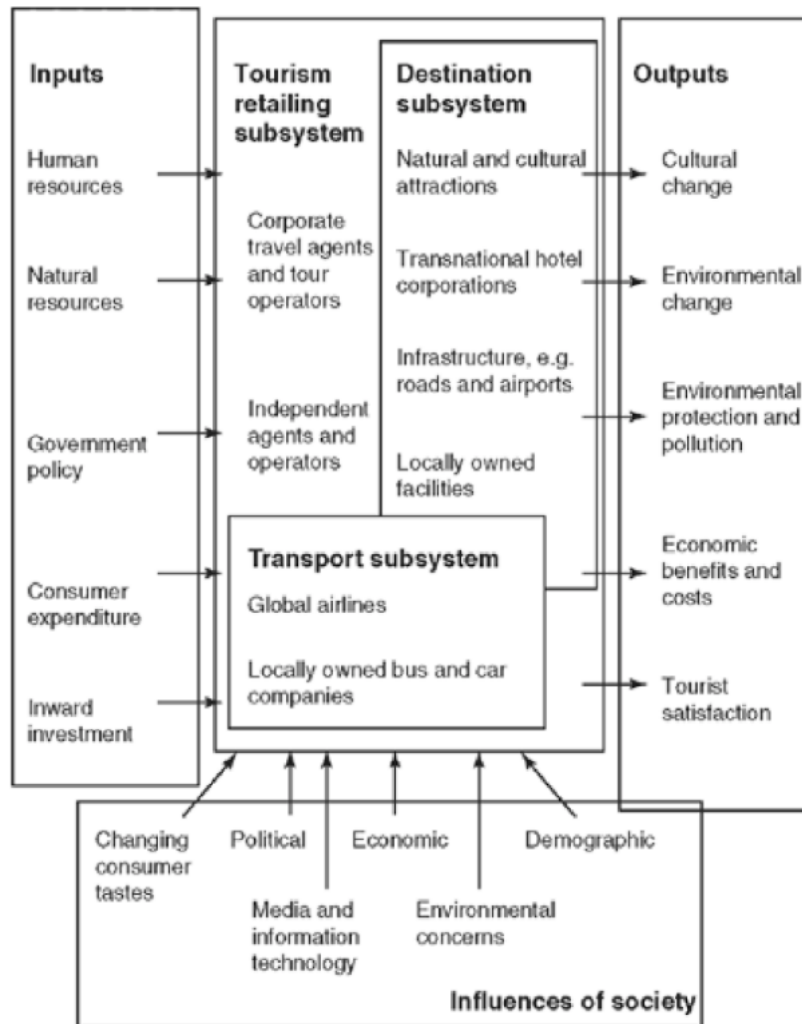 Inputs
Human
resources
Natural
resources
Government
policy
Consumer
expenditure
Inward
investment
Tourism
retailing
subsystem
Corporate
travel agents
and tour
operators
Independent
agents and
operators
Destination
subsystem
Natural and cultural
attractions
Transnational hotel
corporations
Infrastructure, e.g.
roads and airports
Locally owned
facilities
Transport subsystem
Global airlines
Locally owned bus and car
companies
Outputs
Cultural
change
Environmental
change
Environmental
protection and
pollution
Economic
benefits and
costs
Tourist
satisfaction
Changing
consumer
tastes
Political
Media and
information
technology
Economic
Environmental
concerns
Demographic
Influences of society